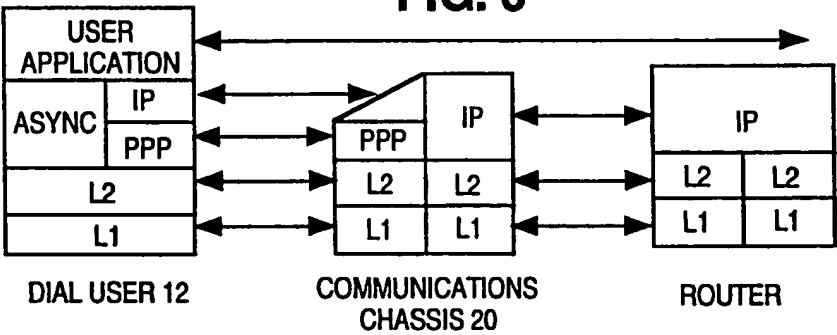 USER
APPLICATION
ASYNC
IP
PPP
L2
L1
PPP
IP
L2
L2
L1
L1
IP
L2
L2
L1
L1
DIAL USER 12
COMMUNICATIONS
CHASSIS 20
ROUTER